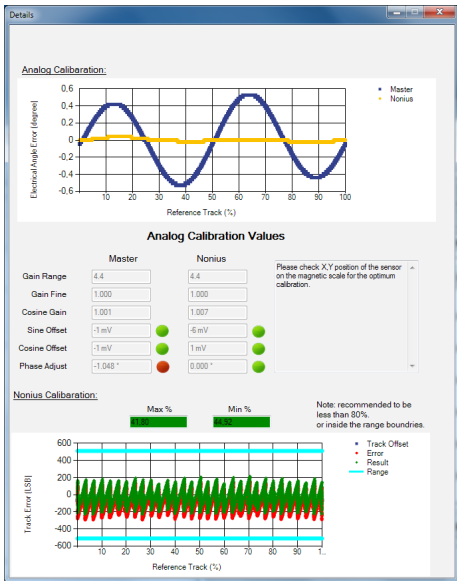 Details
Analog Calibaration:
Electrical Angle Error (degree)
0.6
0.4
0.2
0
-0.2
-0.4
-0.6
10 20 30 40 50 60 70 80 90 100
Reference Track (%)
Master
Nonius
Analog Calibration Values
Master Nonius
Gain Range 4.4 4.4
Gain Fine 1.000 1.000
Cosine Gain 1.001 1.007
Sine Offset -1 mV -6 mV
Cosine Offset -1 mV 1 mV
Phase Adjust -1.048 ° 0.000 °
Please check X,Y position of the sensor
on the magnetic scale for the optimum
calibration.
Nonius Calibaration:
Max % Min %
41.80 44.92
Note: recommended to be
less than 80%.
or inside the range boundries.
Track Error [LSB]
600
400
200
0
-200
-400
-600
10 20 30 40 50 60 70 80 90 1...
Reference Track (%)
Track Offset
Error
Result
Range